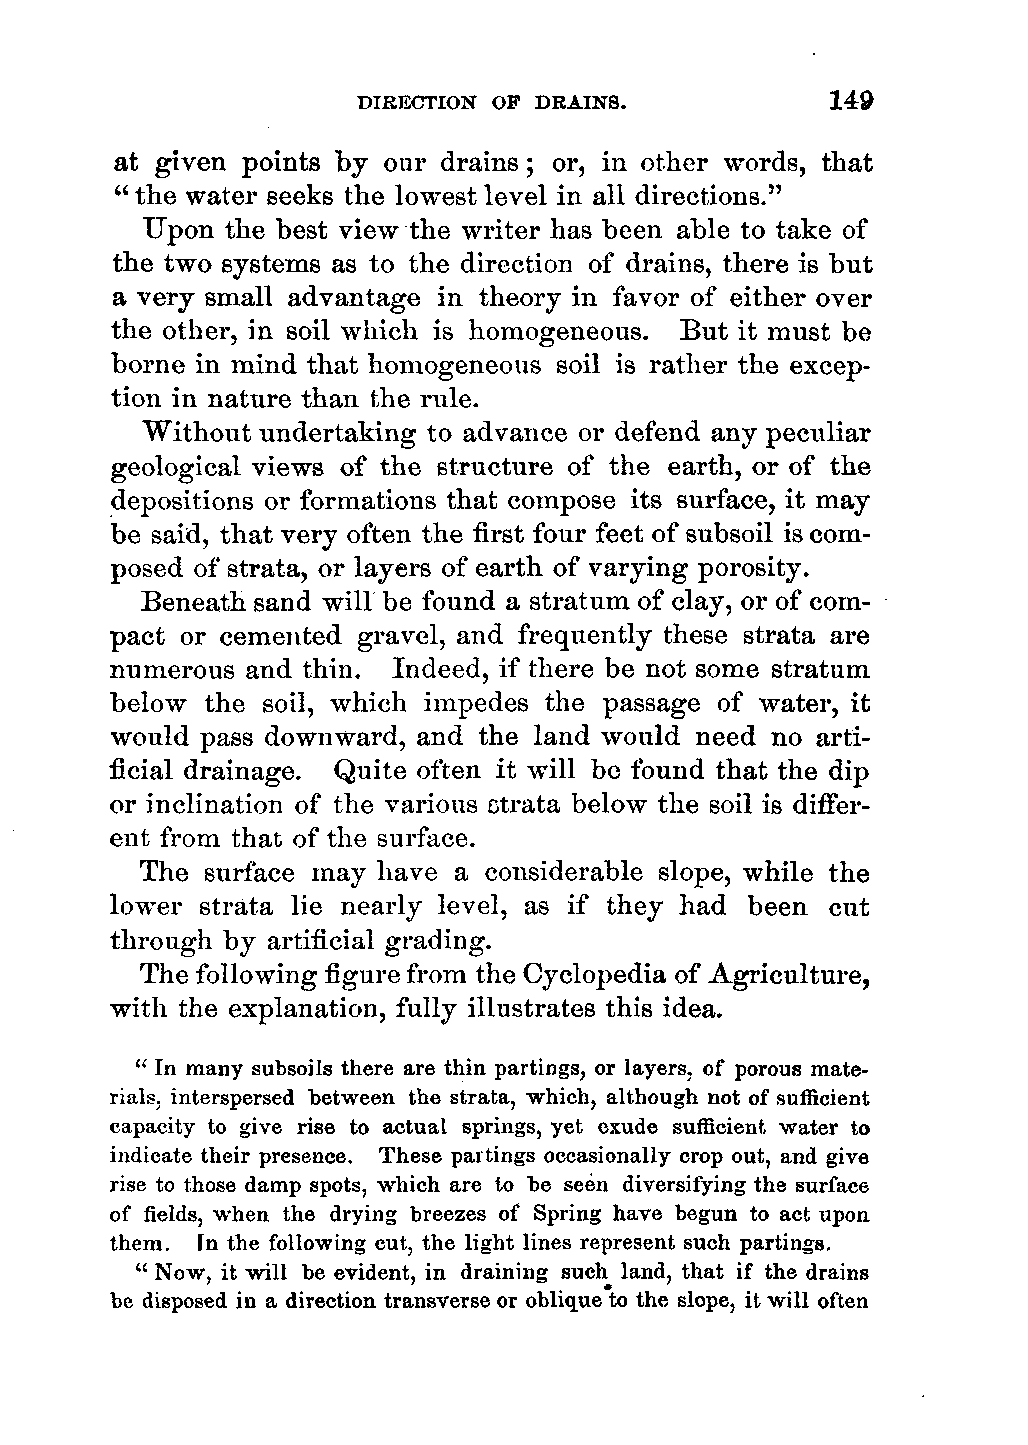 DIRECTION OF DRAINS. 149
at given points by our drains; or, in other words, that
“the water seeks the lowest level in all directions.”
Upon the best view the writer has been able to take of
the two systems as to the direction of drains, there is but
a very small advantage in theory in favor of either over
the other, in soil which is homogeneous. But it must be
borne in mind that homogeneous soil is rather the excep-
tion in nature than the rule.
Without undertaking to advance or defend any peculiar
geological views of the structure of the earth, or of the
depositions or formations that compose its surface, it may
be said, that very often the first four feet of subsoil is com-
posed of strata, or layers of earth of varying porosity.
Beneath sand will be found a stratum of clay, or of com-
pact or cemented gravel, and frequently these strata are
numerous and thin. Indeed, if there be not some stratum
below the soil, which impedes the passage of water, it
would pass downward, and the land would need no arti-
ficial drainage. Quite often it will be found that the dip
or inclination of the various strata below the soil is differ-
ent from that of the surface.
The surface may have a considerable slope, while the
lower strata lie nearly level, as if they had been cut
through by artificial grading.
The following figure from the Cyclopedia of Agriculture,
with the explanation, fully illustrates this idea.
“In many subsoils there are thin partings, or layers, of porous mate-
rials, interspersed between the strata, which, although not of sufficient
capacity to give rise to actual springs, yet exude sufficient water to
indicate their presence. These partings occasionally crop out, and give
rise to those damp spots, which are to be seen diversifying the surface
of fields, when the drying breezes of Spring have begun to act upon
them. In the following cut, the light lines represent such partings.
“Now, it will be evident, in draining such land, that if the drains
be disposed in a direction transverse or oblique to the slope, it will often